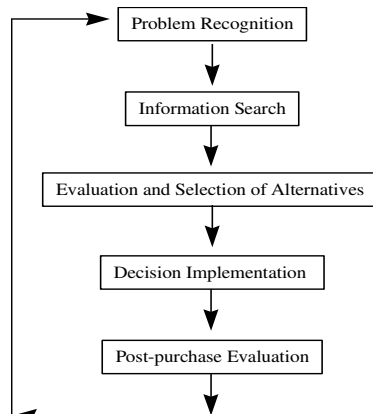 Problem Recognition
Information Search
Evaluation and Selection of Alternatives
Decision Implementation
Post-purchase Evaluation